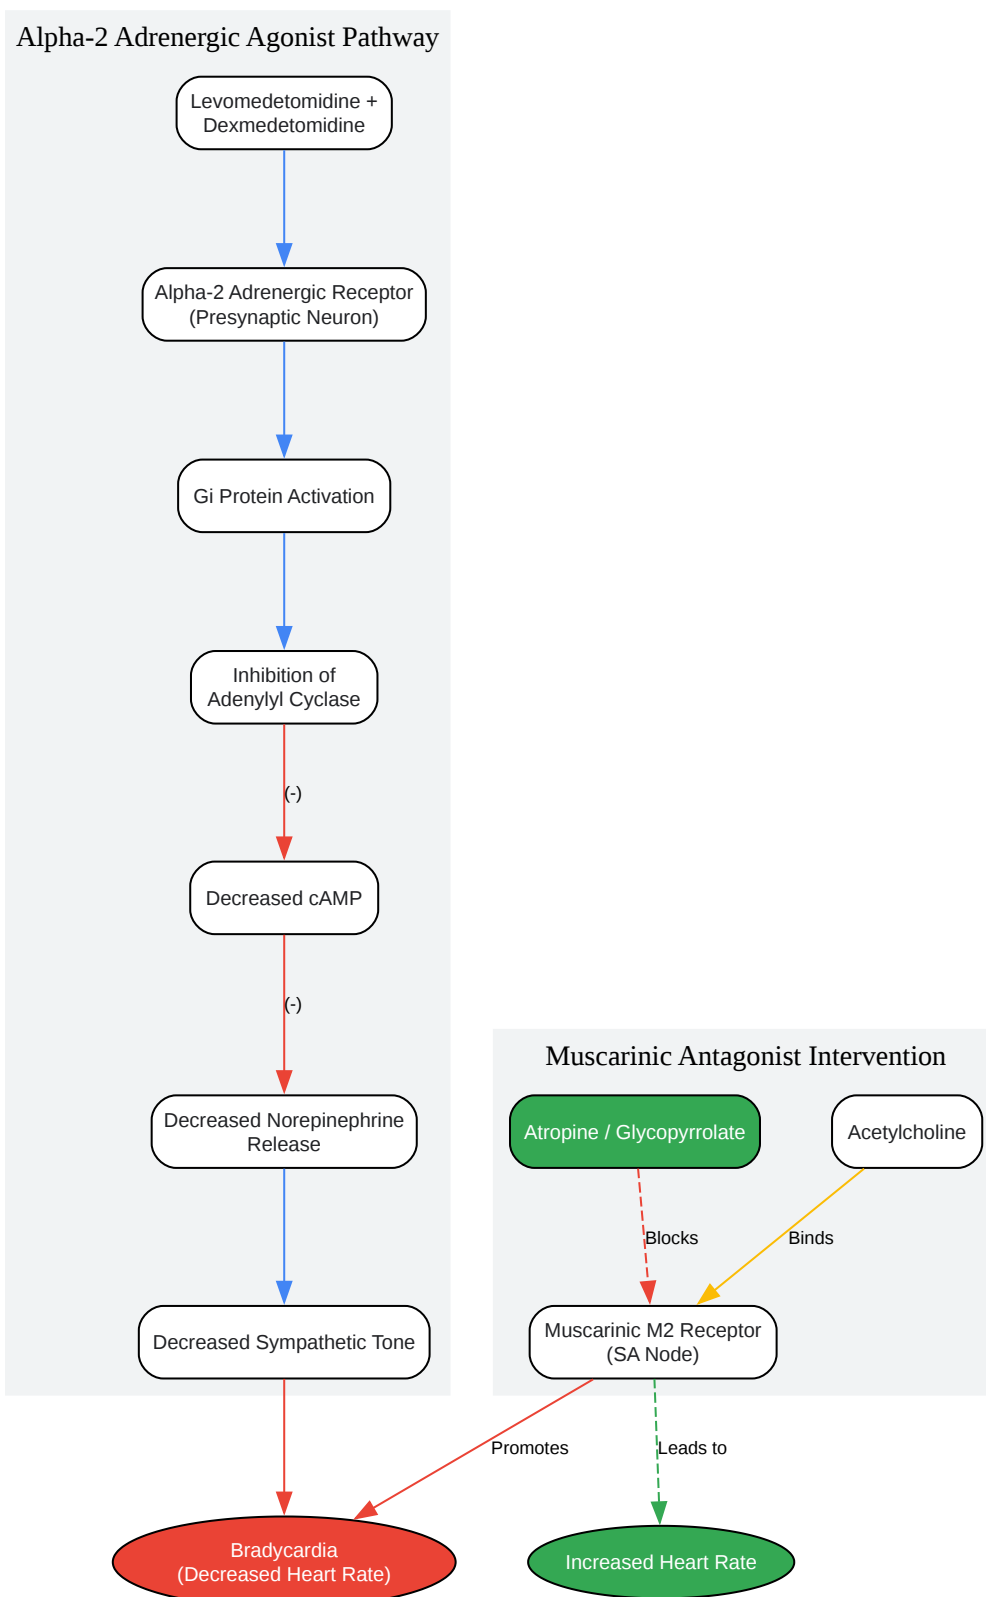 Alpha-2 Adrenergic Agonist Pathway
Levomedetomidine +
Dexmedetomidine
Alpha-2 Adrenergic Receptor
(Presynaptic Neuron)
Gi Protein Activation
Inhibition of
Adenylyl Cyclase
(-)
Decreased cAMP
(-)
Decreased Norepinephrine
Release
Decreased Sympathetic Tone
Muscarinic Antagonist Intervention
Atropine / Glycopyrrolate
Acetylcholine
Blocks
Binds
Muscarinic M2 Receptor
(SA Node)
Promotes
Leads to
Bradycardia
(Decreased Heart Rate)
Increased Heart Rate